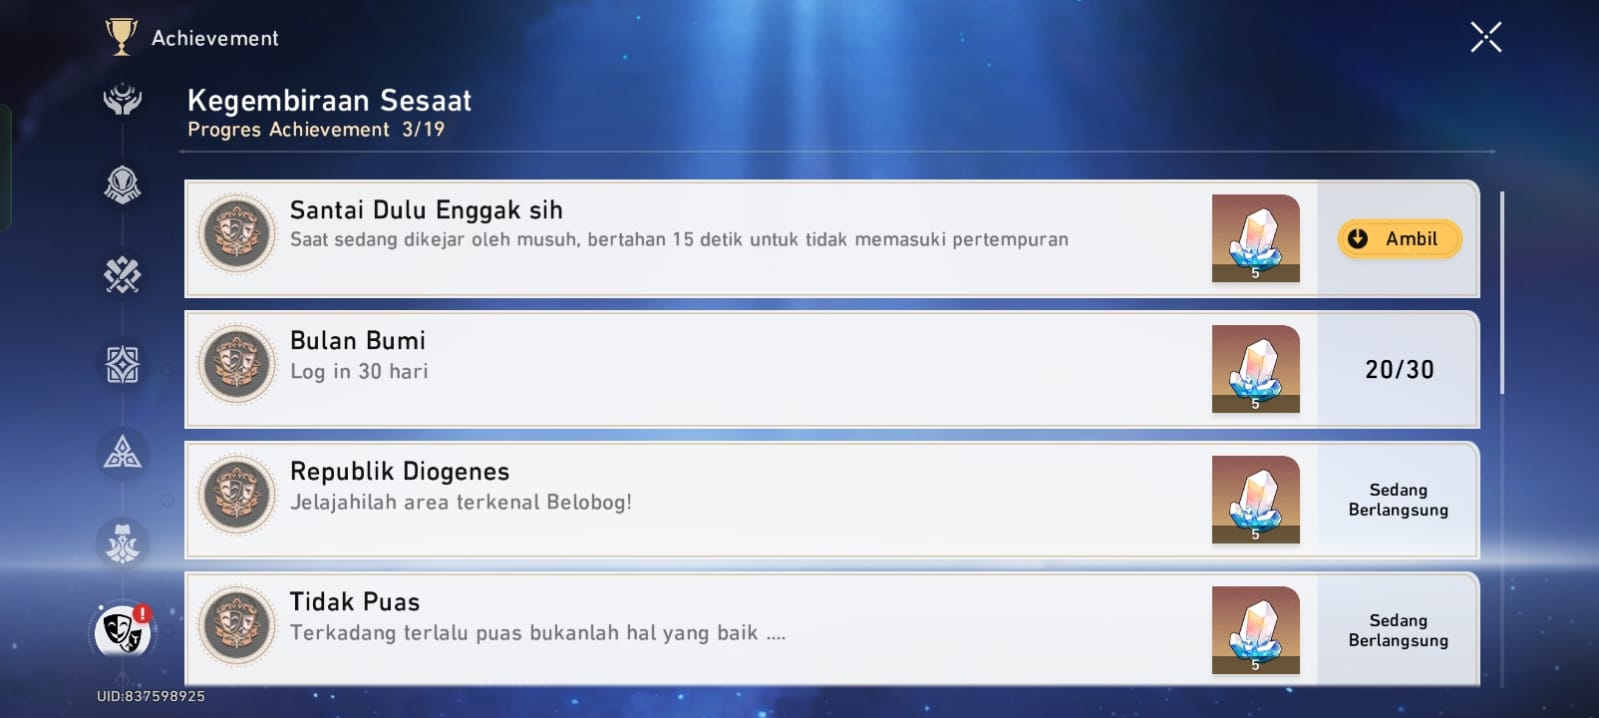 Achievement
Kegembiraan Sesaat
Progres Achievement 3/19
Santai Dulu Enggak sih
Saat sedang dikejar oleh musuh, bertahan 15 detik untuk tidak memasuki pertempuran
5
Ambil
Bulan Bumi
Log in 30 hari
5
20/30
Republik Diogenes
Jelajahilah area terkenal Belobog!
5
Sedang
Berlangsung
Tidak Puas
Terkadang terlalu puas bukanlah hal yang baik ....
5
Sedang
Berlangsung
!
UID:837598925